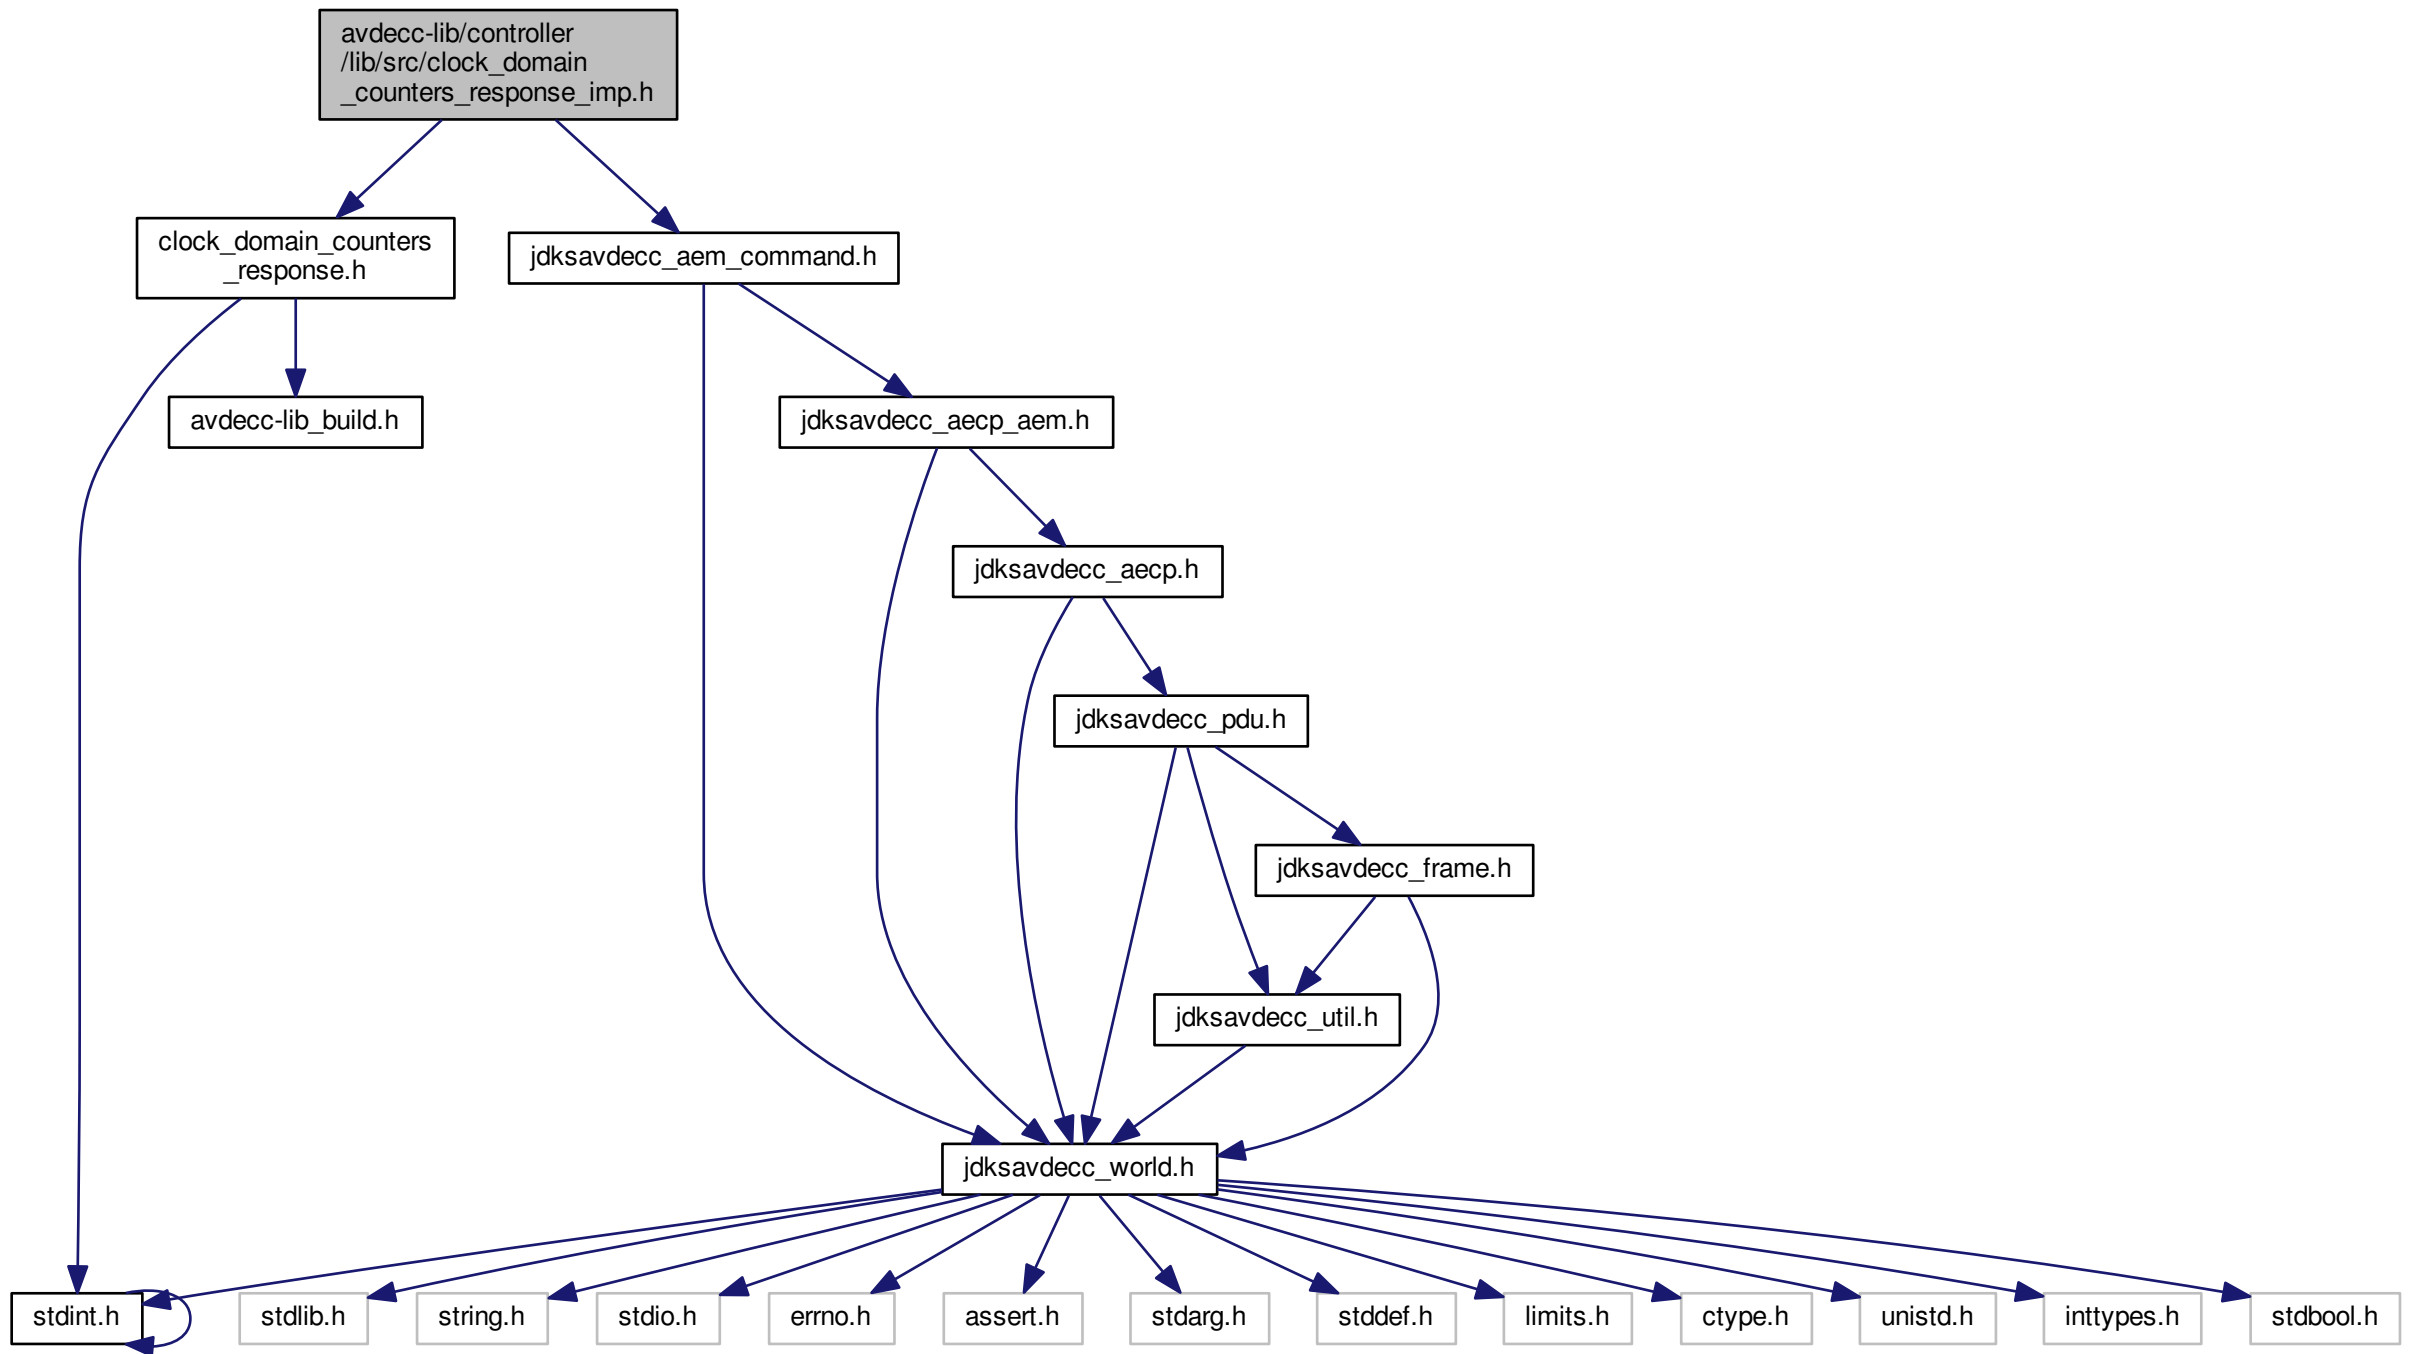 avdecc-lib/controller
/lib/src/clock_domain
_counters_response_imp.h
clock_domain_counters
_response.h
jdksavdecc_aem_command.h
avdecc-lib_build.h
jdksavdecc_aecp_aem.h
jdksavdecc_aecp.h
jdksavdecc_pdu.h
jdksavdecc_frame.h
jdksavdecc_util.h
jdksavdecc_world.h
stdint.h
stdlib.h
string.h
stdio.h
errno.h
assert.h
stdarg.h
stddef.h
limits.h
ctype.h
unistd.h
inttypes.h
stdbool.h